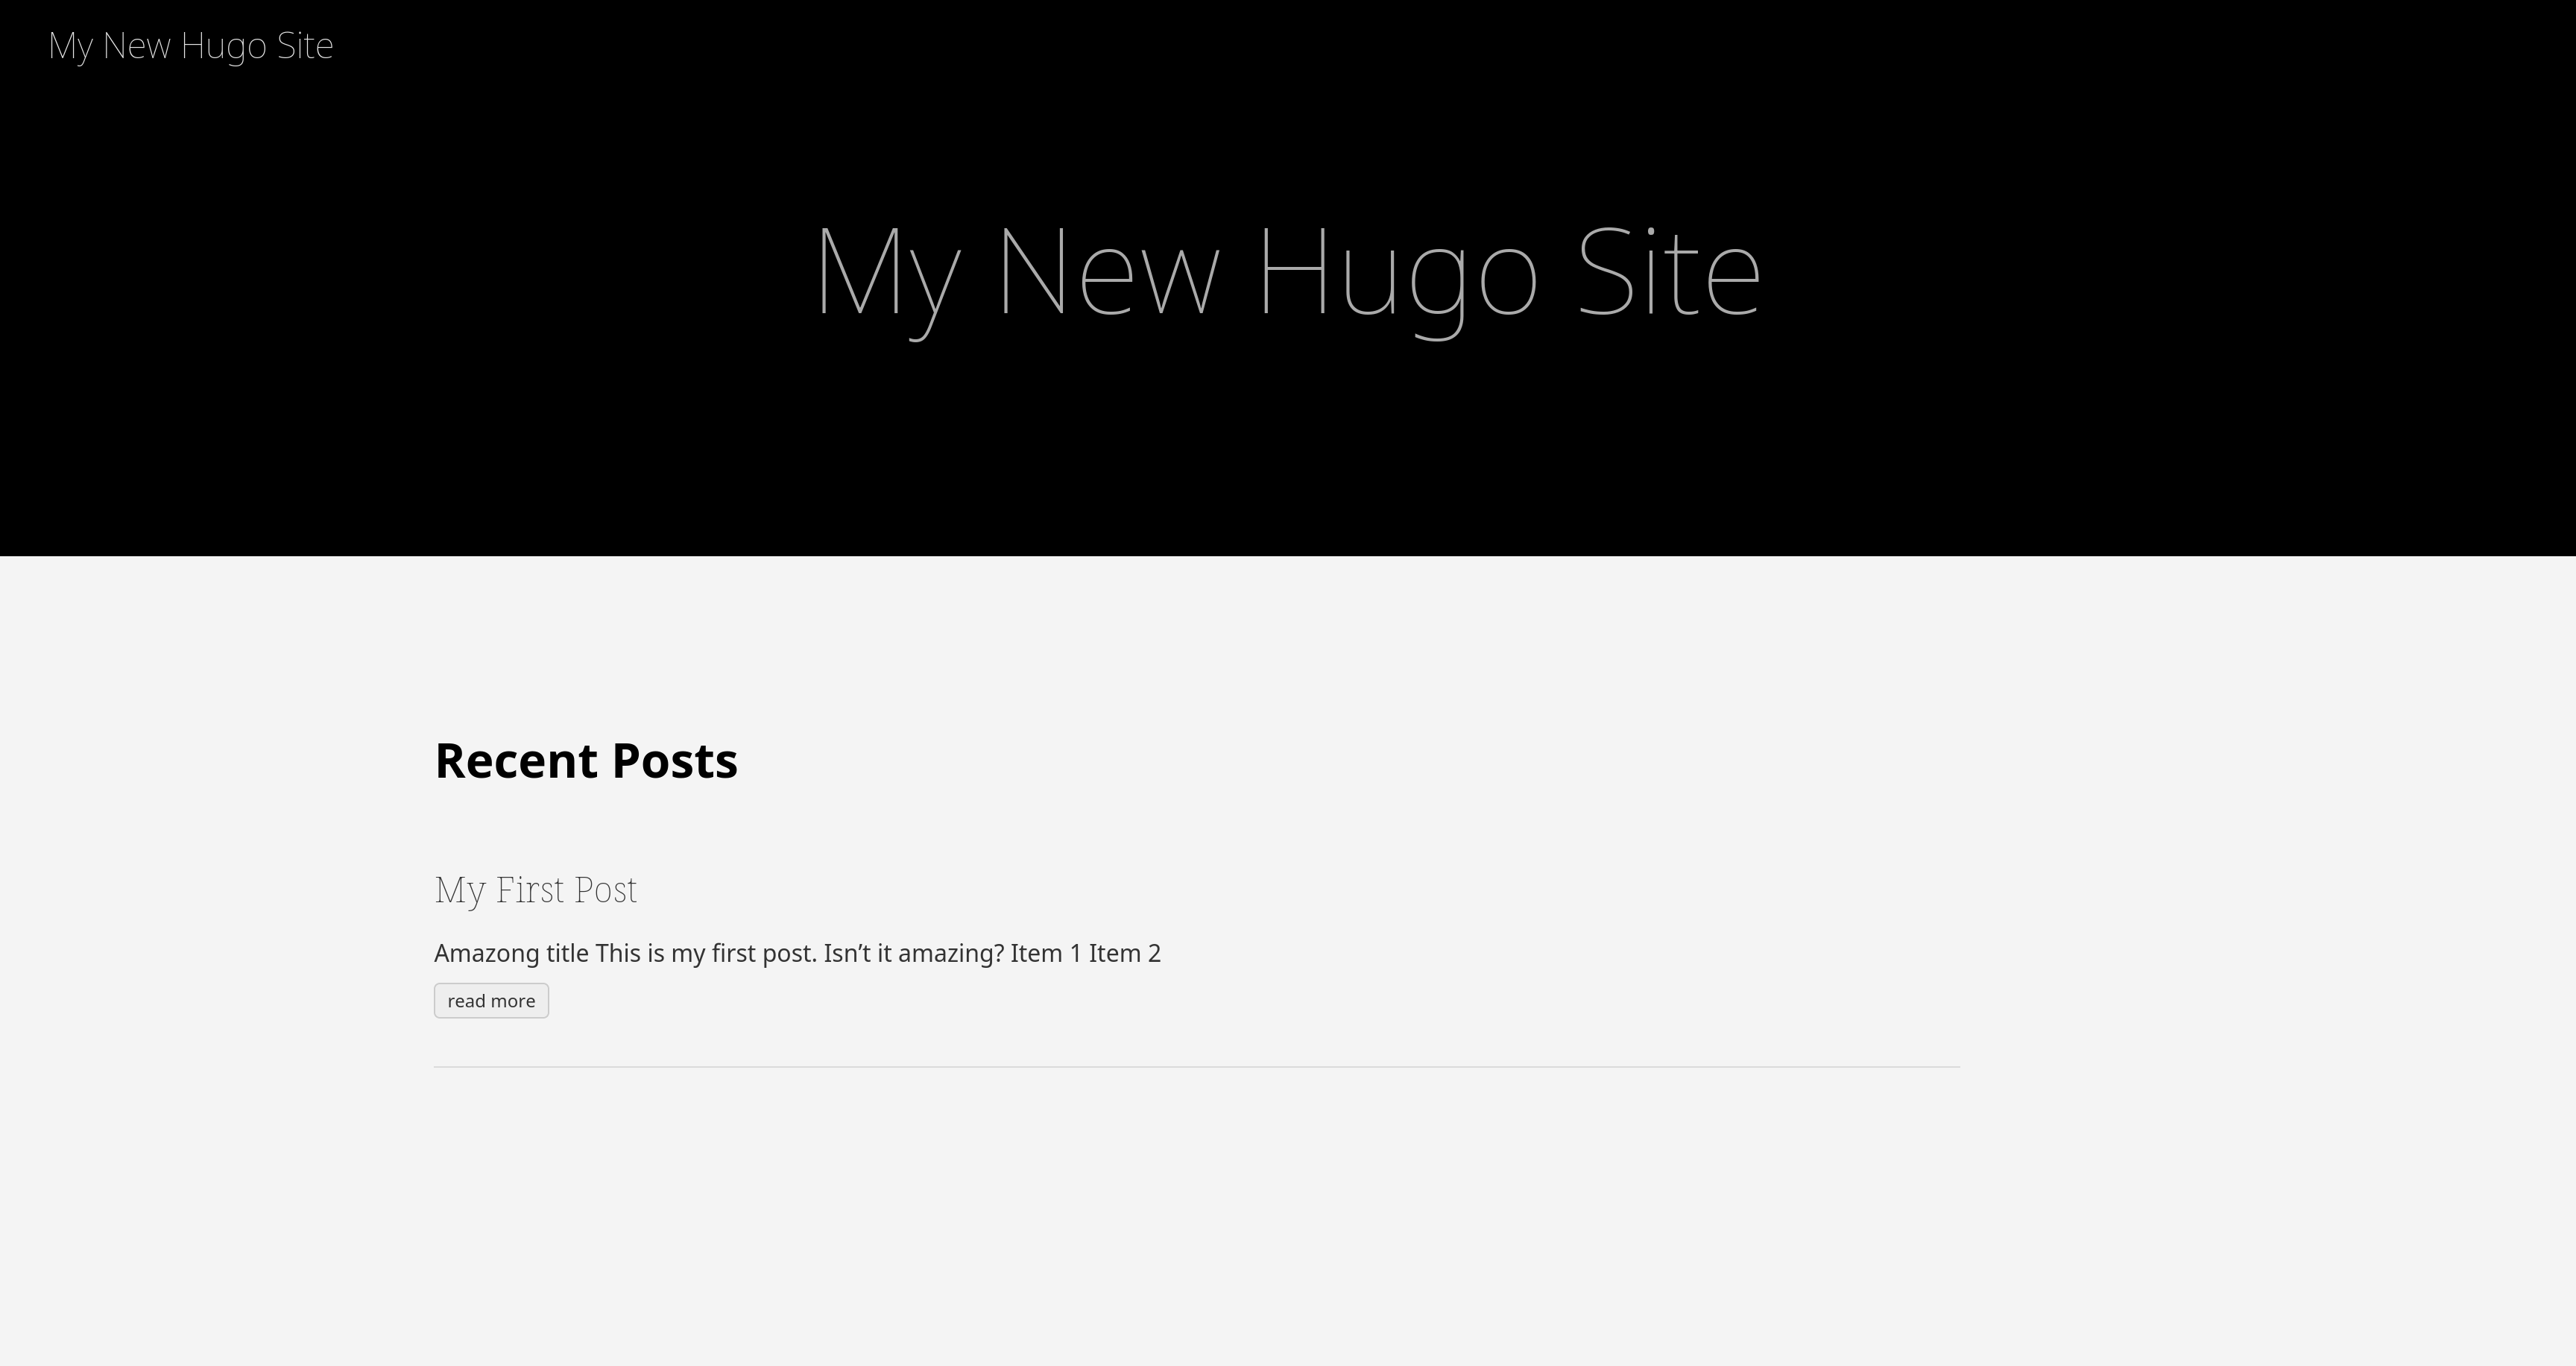 My New Hugo Site
My New Hugo Site
Recent Posts
My First Post
Amazong title This is my first post. Isn’t it amazing? Item 1 Item 2
read more